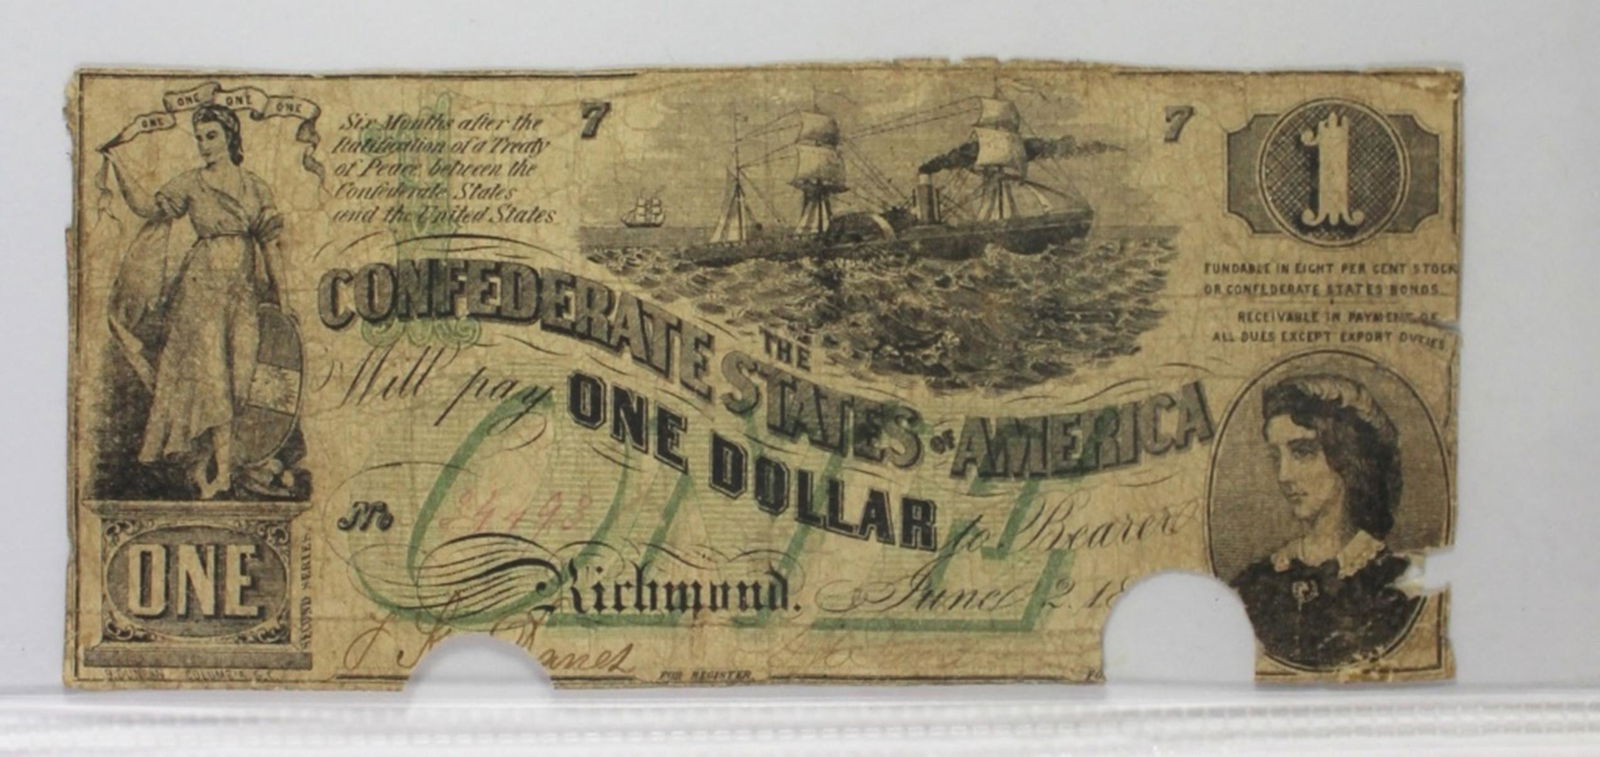 ONE ONE ONE ONE
Six Months after the
Ratification of a Treaty
of Peace between the
Confederate States
and the United States
7
7
1
FUNDABLE IN EIGHT PER CENT STOCK
OR CONFEDERATE STATES BONDS.
RECEIVABLE IN PAYMENT OF
ALL DUES EXCEPT EXPORT DUTIES
THE
CONFEDERATE STATES OF AMERICA
Will pay ONE DOLLAR to Bearer
ONE
No
Richmond, June 2, 18
ONE
SECOND SERIES
FOR REGISTER
B. DUNCAN COLUMBIA, S.C.